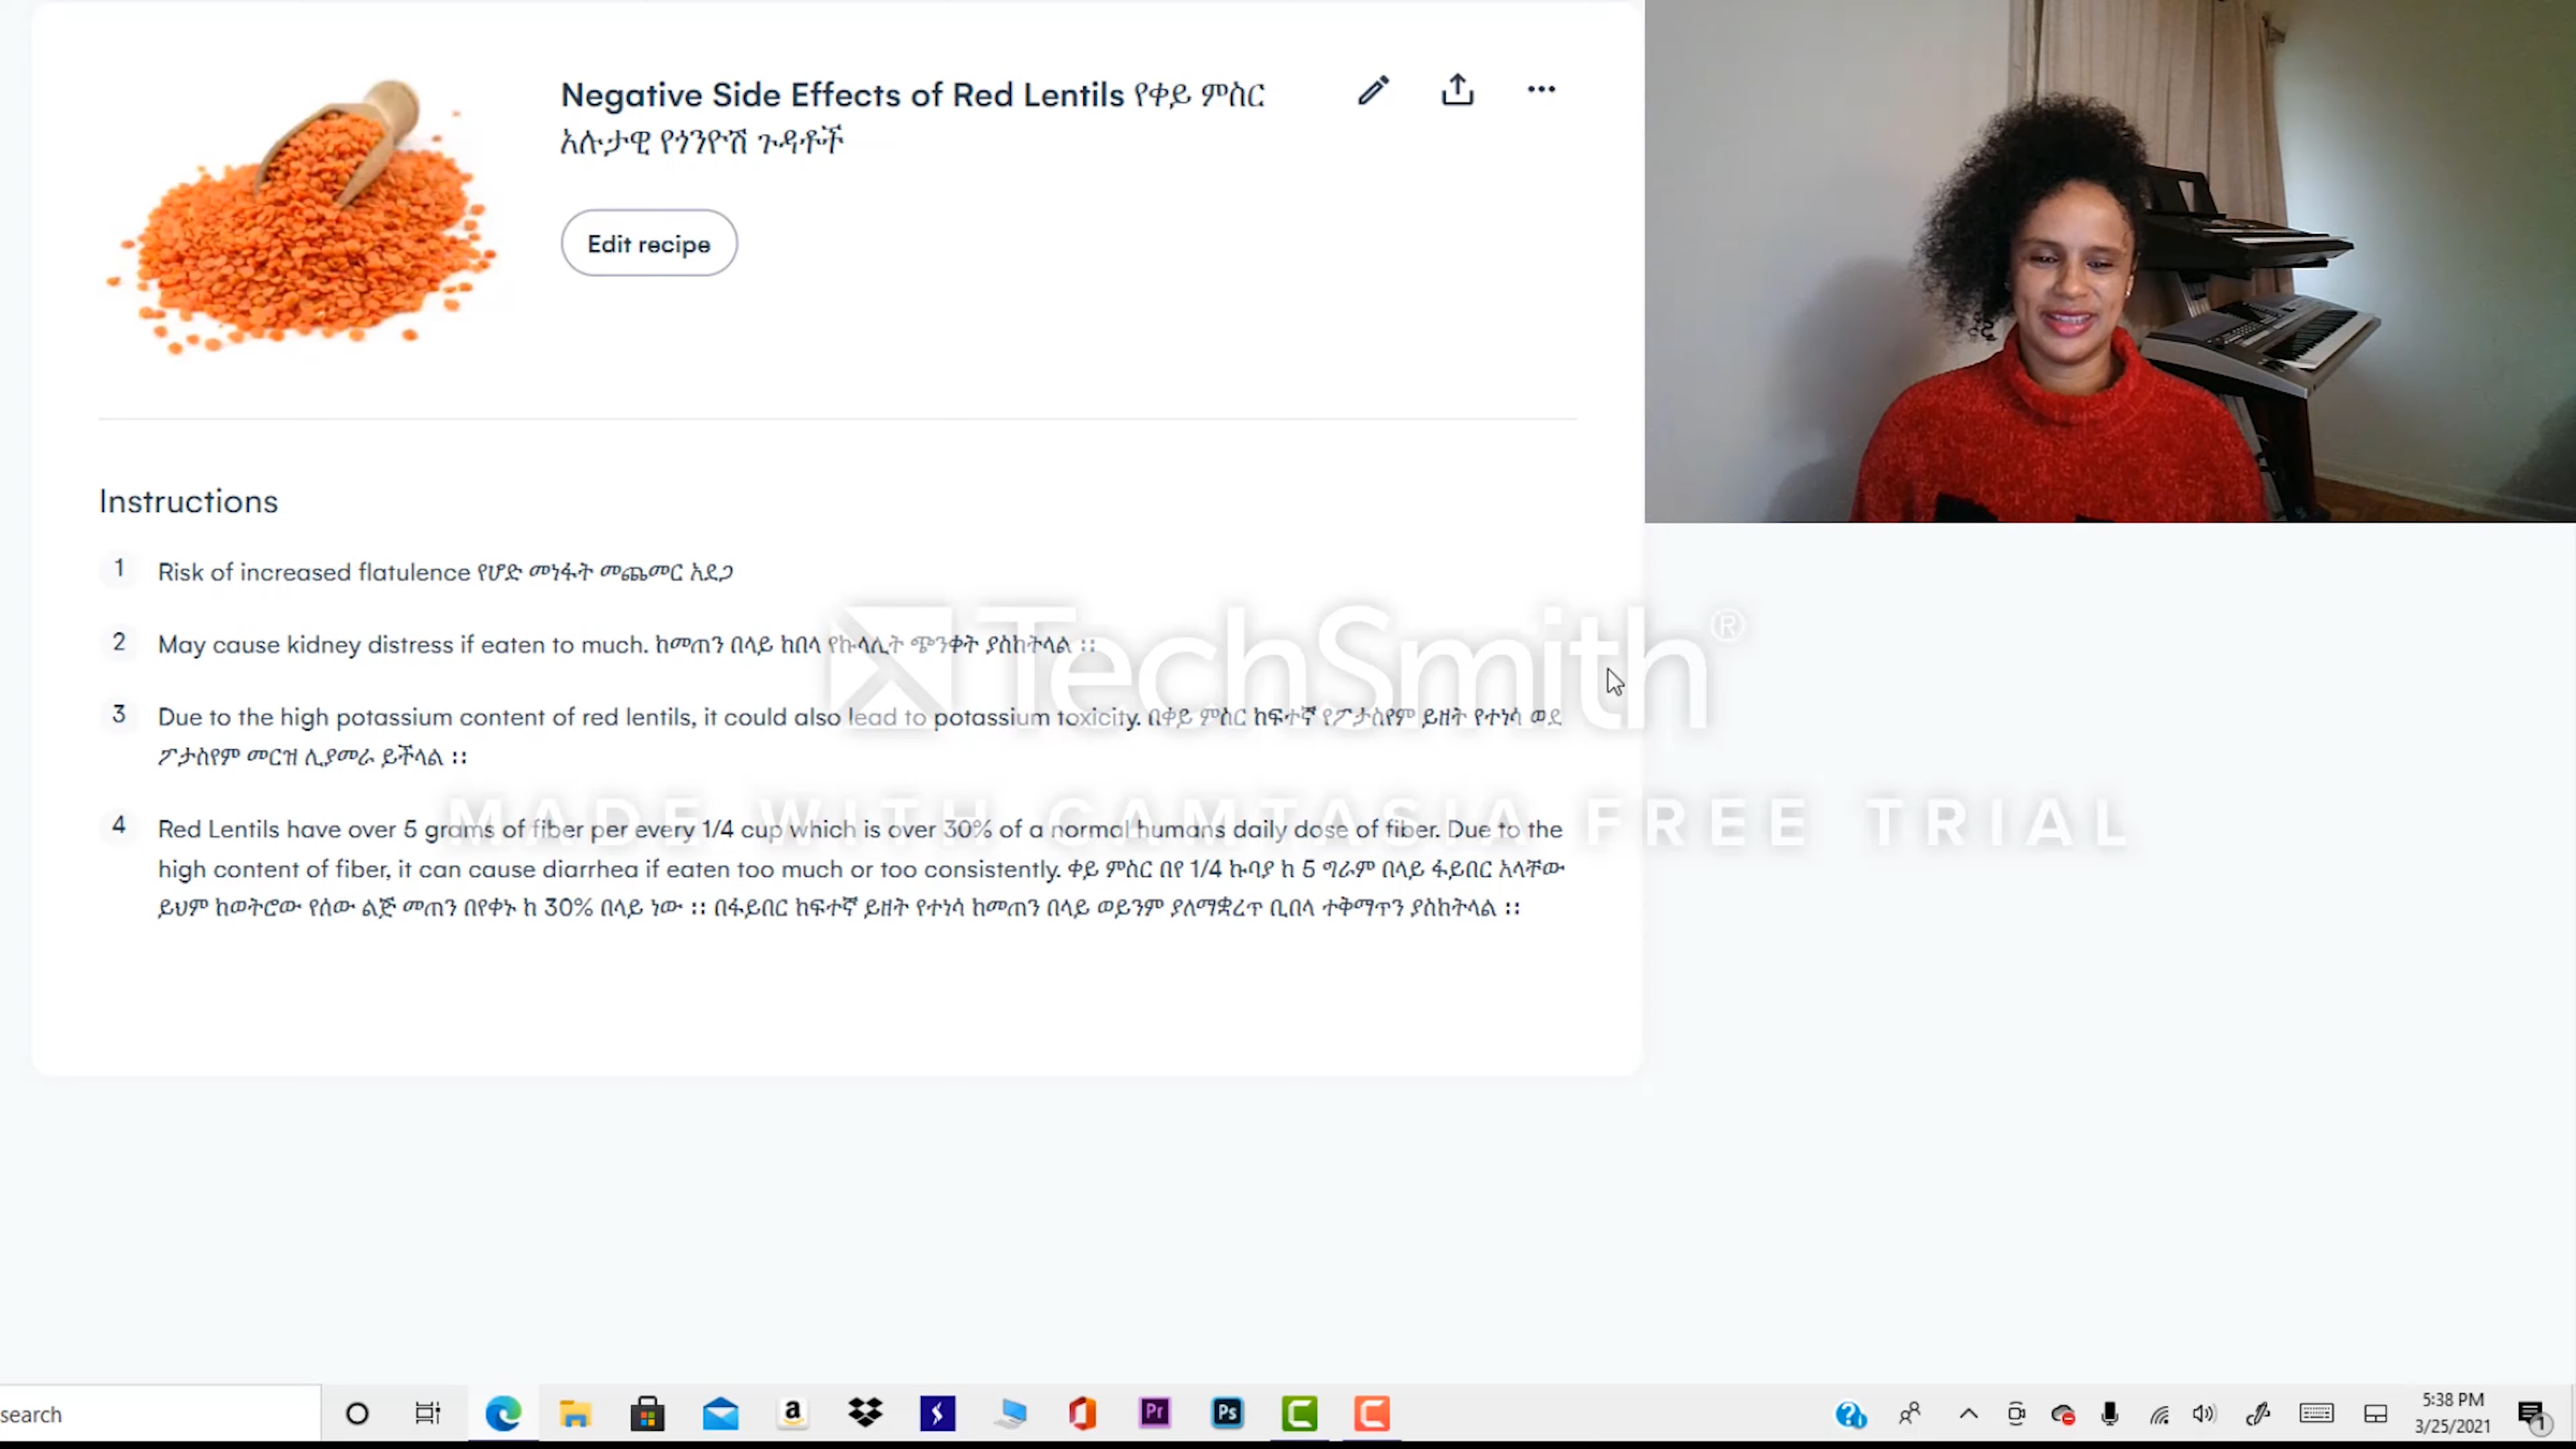 Negative Side Effects of Red Lentils የቀይ ምስር
አሉታዊ የጎንዮሽ ጉዳቶች
Edit recipe
Instructions
1 Risk of increased flatulence የሆድ መነፋት መጨመር አደጋ
2 May cause kidney distress if eaten to much. ከመጠን በላይ ከበላ የኩላሊት ጭንቀት ያስከትላል ፡፡
3 Due to the high potassium content of red lentils, it could also lead to potassium toxicity. በቀይ ምስር ከፍተኛ የፖታስየም ይዘት የተነሳ ወደ
ፖታስየም መርዝ ሊያመራ ይችላል ፡፡
4 Red Lentils have over 5 grams of fiber per every 1/4 cup which is over 30% of a normal humans daily dose of fiber. Due to the
high content of fiber, it can cause diarrhea if eaten too much or too consistently. ቀይ ምስር በየ 1/4 ኩባያ ከ 5 ግራም በላይ ፋይበር አላቸው
ይህም ከወትሮው የሰው ልጅ መጠን በየቀኑ ከ 30% በላይ ነው ፡፡ በፋይበር ከፍተኛ ይዘት የተነሳ ከመጠን በላይ ወይንም ያለማቋረጥ ቢበላ ተቅማጥን ያስከትላል ፡፡
TechSmith®
MADE WITH CAMTASIA FREE TRIAL
search
a
Pr
Ps
5:38 PM
3/25/2021
1